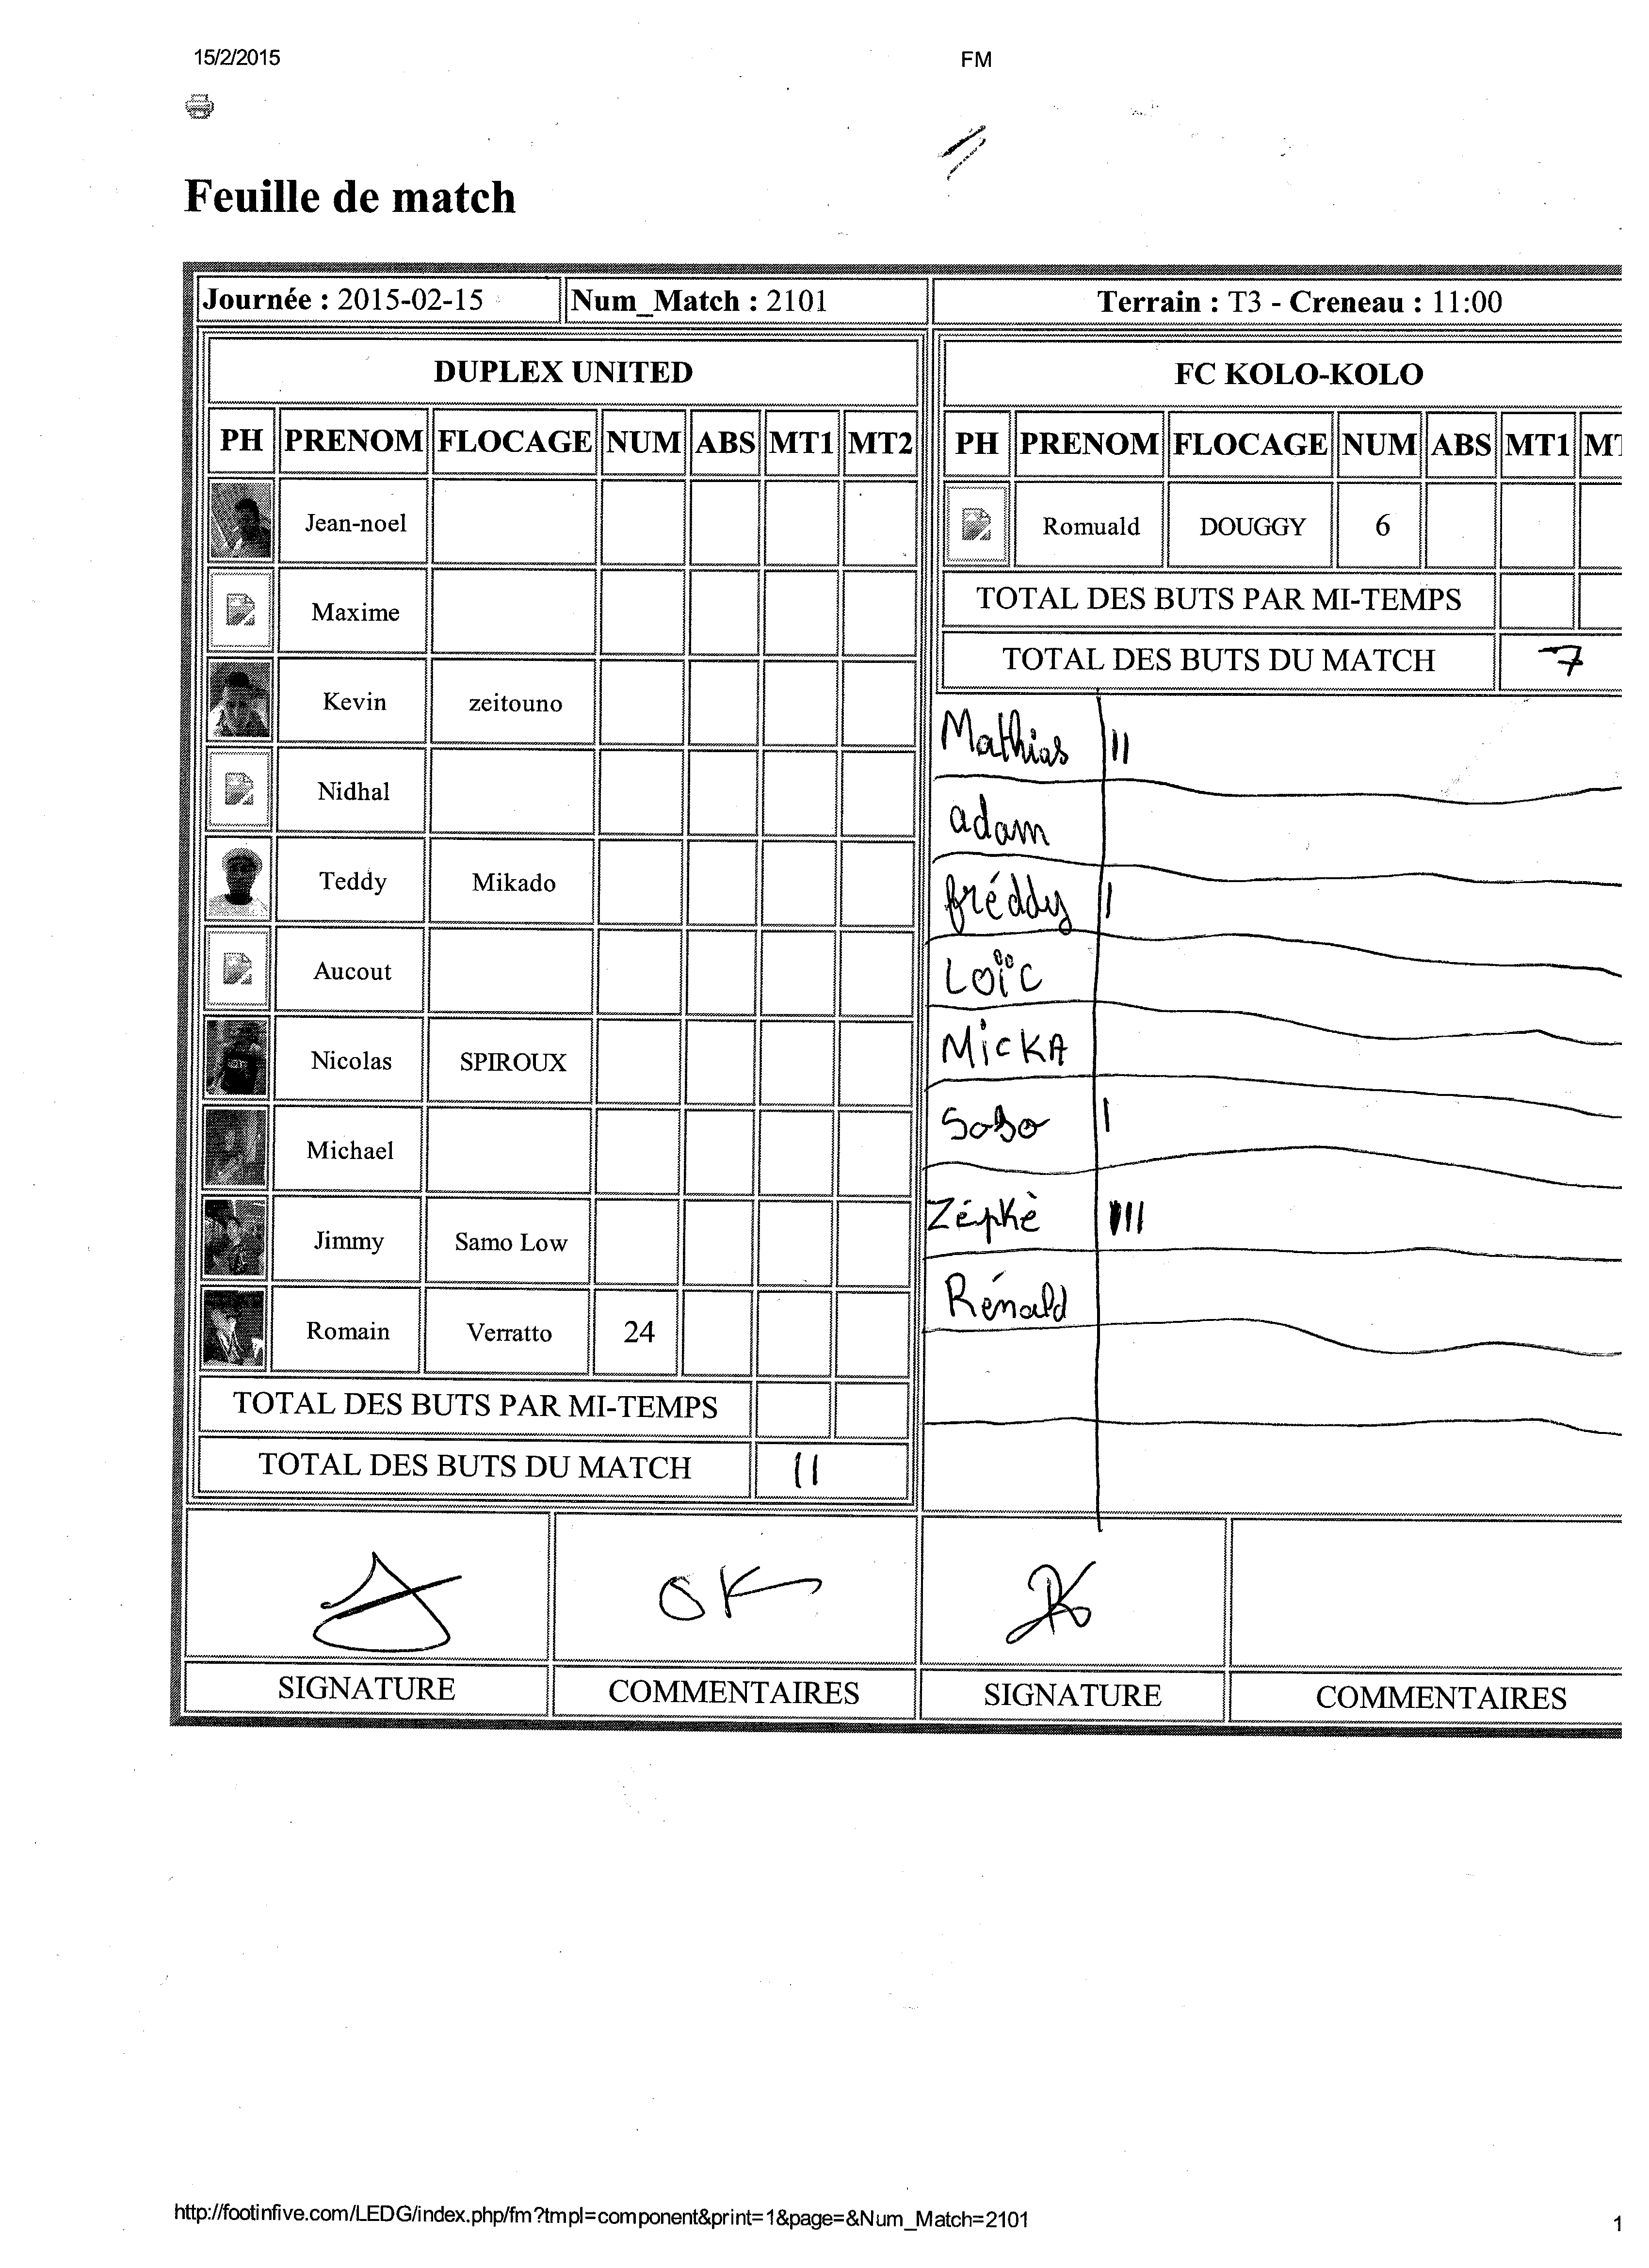 15/2/2015 FM
Feuille de match
Journée : 2015-02-15 Num_Match : 2101 Terrain : T3 - Creneau : 11:00
DUPLEX UNITED
PH PRENOM FLOCAGE NUM ABS MT1 MT2
Jean-noel
Maxime
Kevin zeitouno
Nidhal
Teddy Mikado
Aucout
Nicolas SPIROUX
Michael
Jimmy Samo Low
Romain Verratto 24
TOTAL DES BUTS PAR MI-TEMPS
TOTAL DES BUTS DU MATCH 11
FC KOLO-KOLO
PH PRENOM FLOCAGE NUM ABS MT1
Romuald DOUGGY 6
TOTAL DES BUTS PAR MI-TEMPS
TOTAL DES BUTS DU MATCH 7
Mathias II
adam
fréddy I
Loïc
MicKA
I
Zépkè III
Rénald
OK
SIGNATURE COMMENTAIRES SIGNATURE COMMENTAIRES
http://footinfive.com/LEDG/index.php/fm?tmpl=component&print=1&page=&Num_Match=2101 1